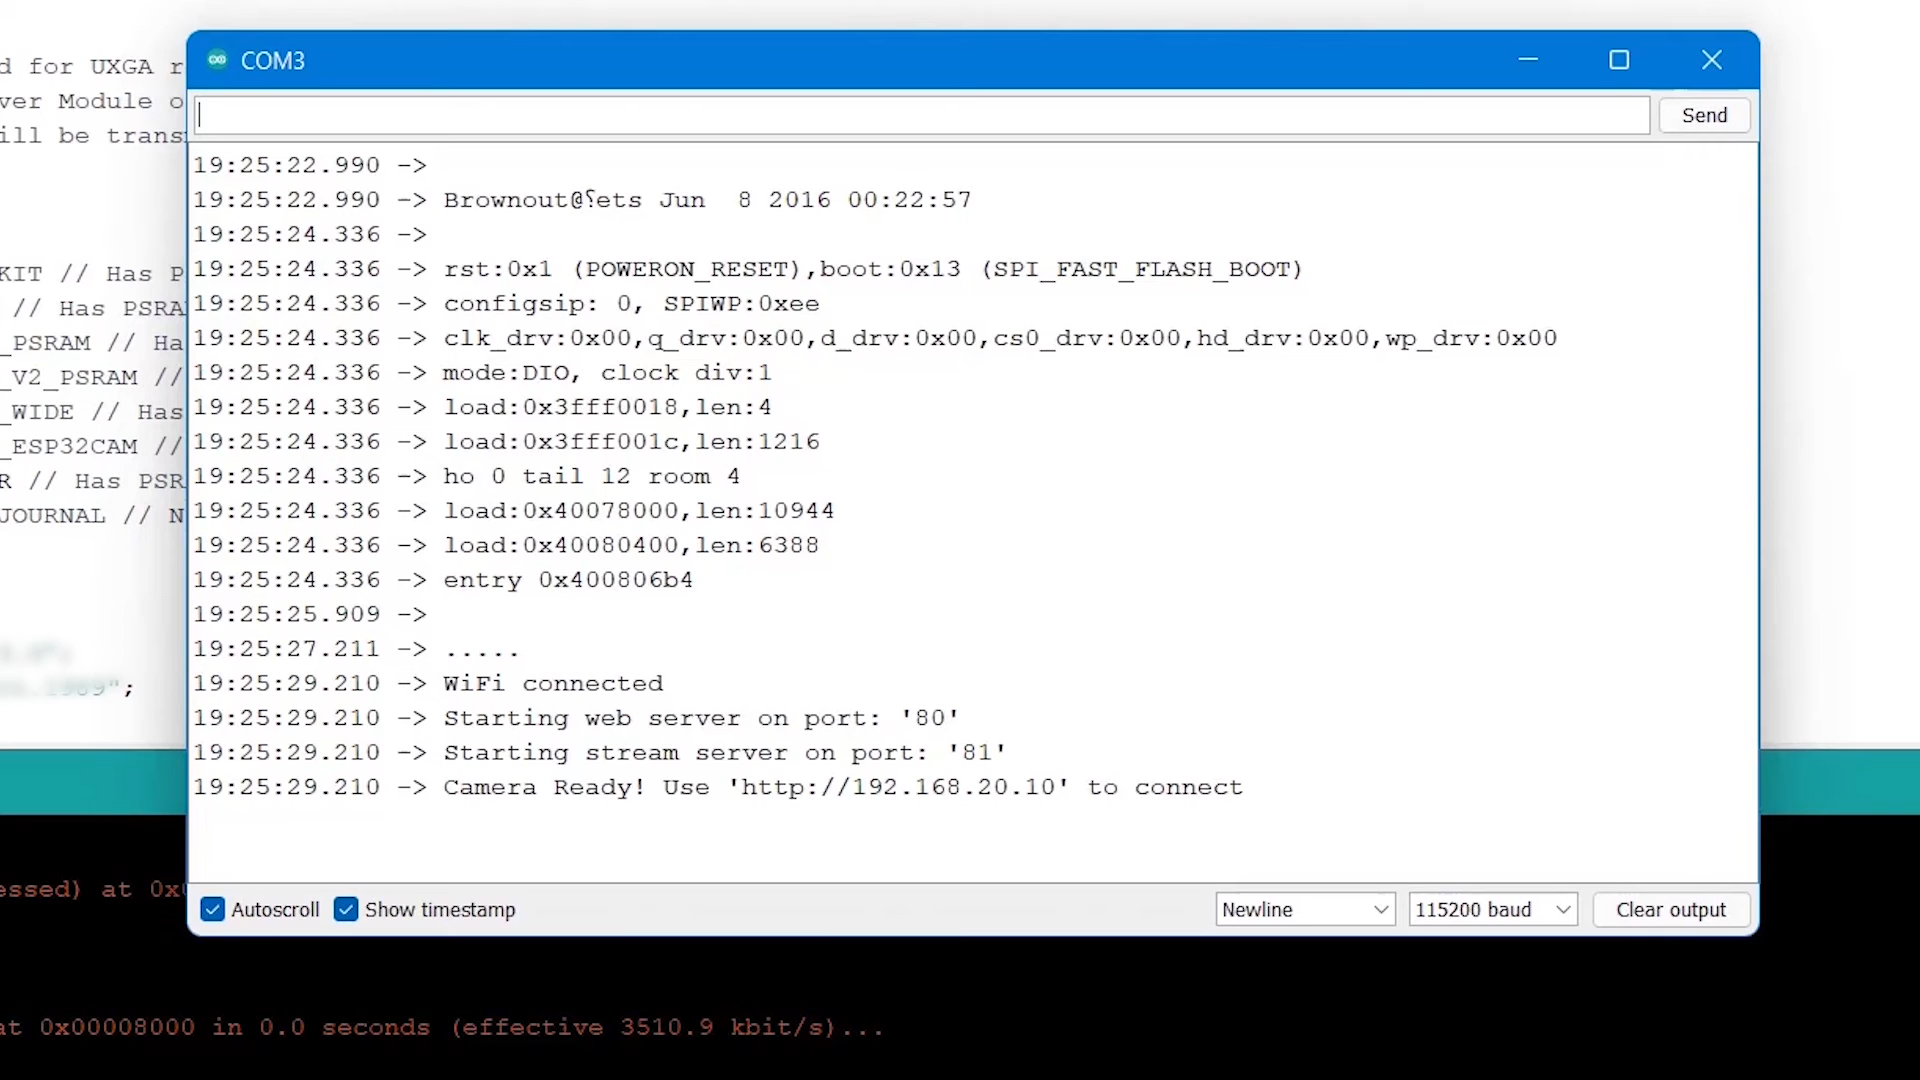 COM3
Send
d for UXGA r
ver Module o
ill be trans
KIT // Has P
// Has PSRA
_PSRAM // Ha
_V2_PSRAM //
_WIDE // Has
_ESP32CAM //
R // Has PSR
JOURNAL // N
";
19:25:22.990 ->
19:25:22.990 -> Brownout@⸮ets Jun  8 2016 00:22:57
19:25:24.336 ->
19:25:24.336 -> rst:0x1 (POWERON_RESET),boot:0x13 (SPI_FAST_FLASH_BOOT)
19:25:24.336 -> configsip: 0, SPIWP:0xee
19:25:24.336 -> clk_drv:0x00,q_drv:0x00,d_drv:0x00,cs0_drv:0x00,hd_drv:0x00,wp_drv:0x00
19:25:24.336 -> mode:DIO, clock div:1
19:25:24.336 -> load:0x3fff0018,len:4
19:25:24.336 -> load:0x3fff001c,len:1216
19:25:24.336 -> ho 0 tail 12 room 4
19:25:24.336 -> load:0x40078000,len:10944
19:25:24.336 -> load:0x40080400,len:6388
19:25:24.336 -> entry 0x400806b4
19:25:25.909 ->
19:25:27.211 -> .....
19:25:29.210 -> WiFi connected
19:25:29.210 -> Starting web server on port: '80'
19:25:29.210 -> Starting stream server on port: '81'
19:25:29.210 -> Camera Ready! Use 'http://192.168.20.10' to connect
Autoscroll
Show timestamp
Newline
115200 baud
Clear output
essed) at 0x
at 0x00008000 in 0.0 seconds (effective 3510.9 kbit/s)...